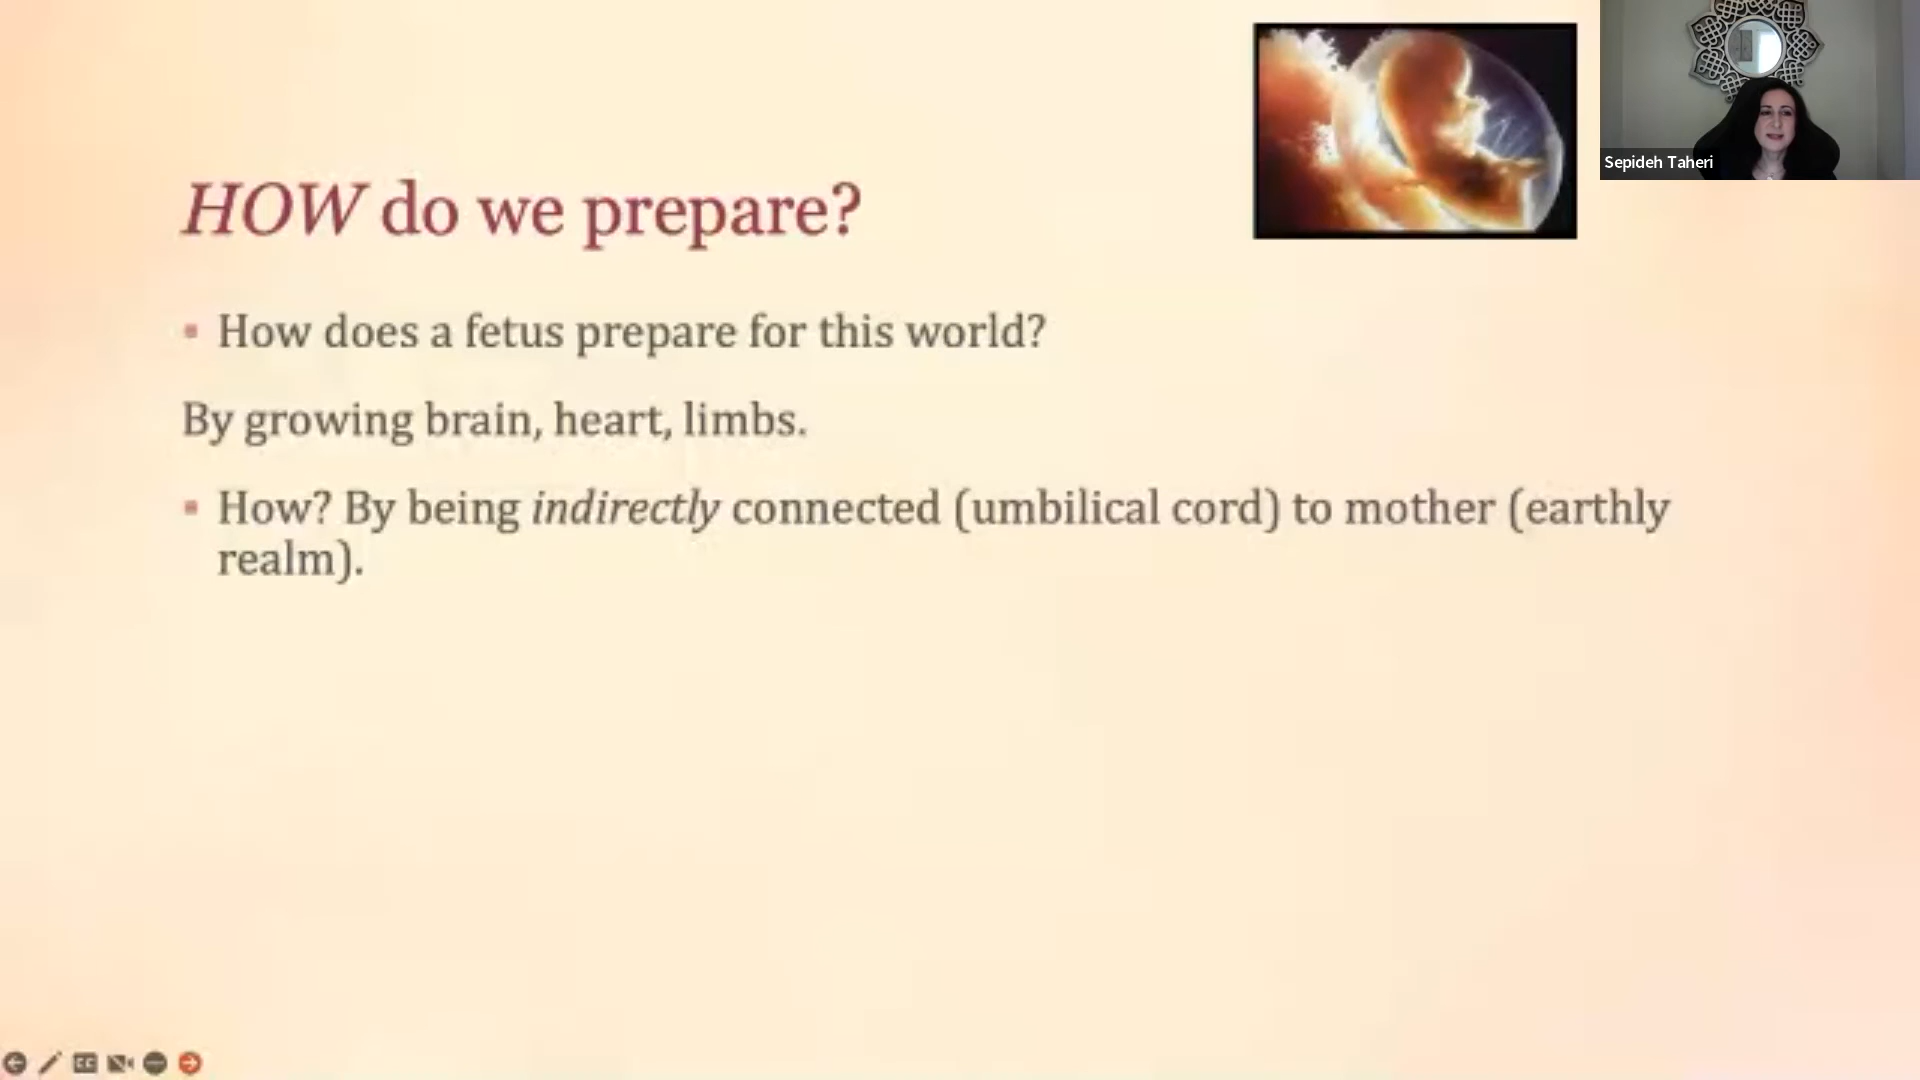 Sepideh Taheri
HOW do we prepare?
▪ How does a fetus prepare for this world?
By growing brain, heart, limbs.
▪ How? By being indirectly connected (umbilical cord) to mother (earthly
realm).
CC